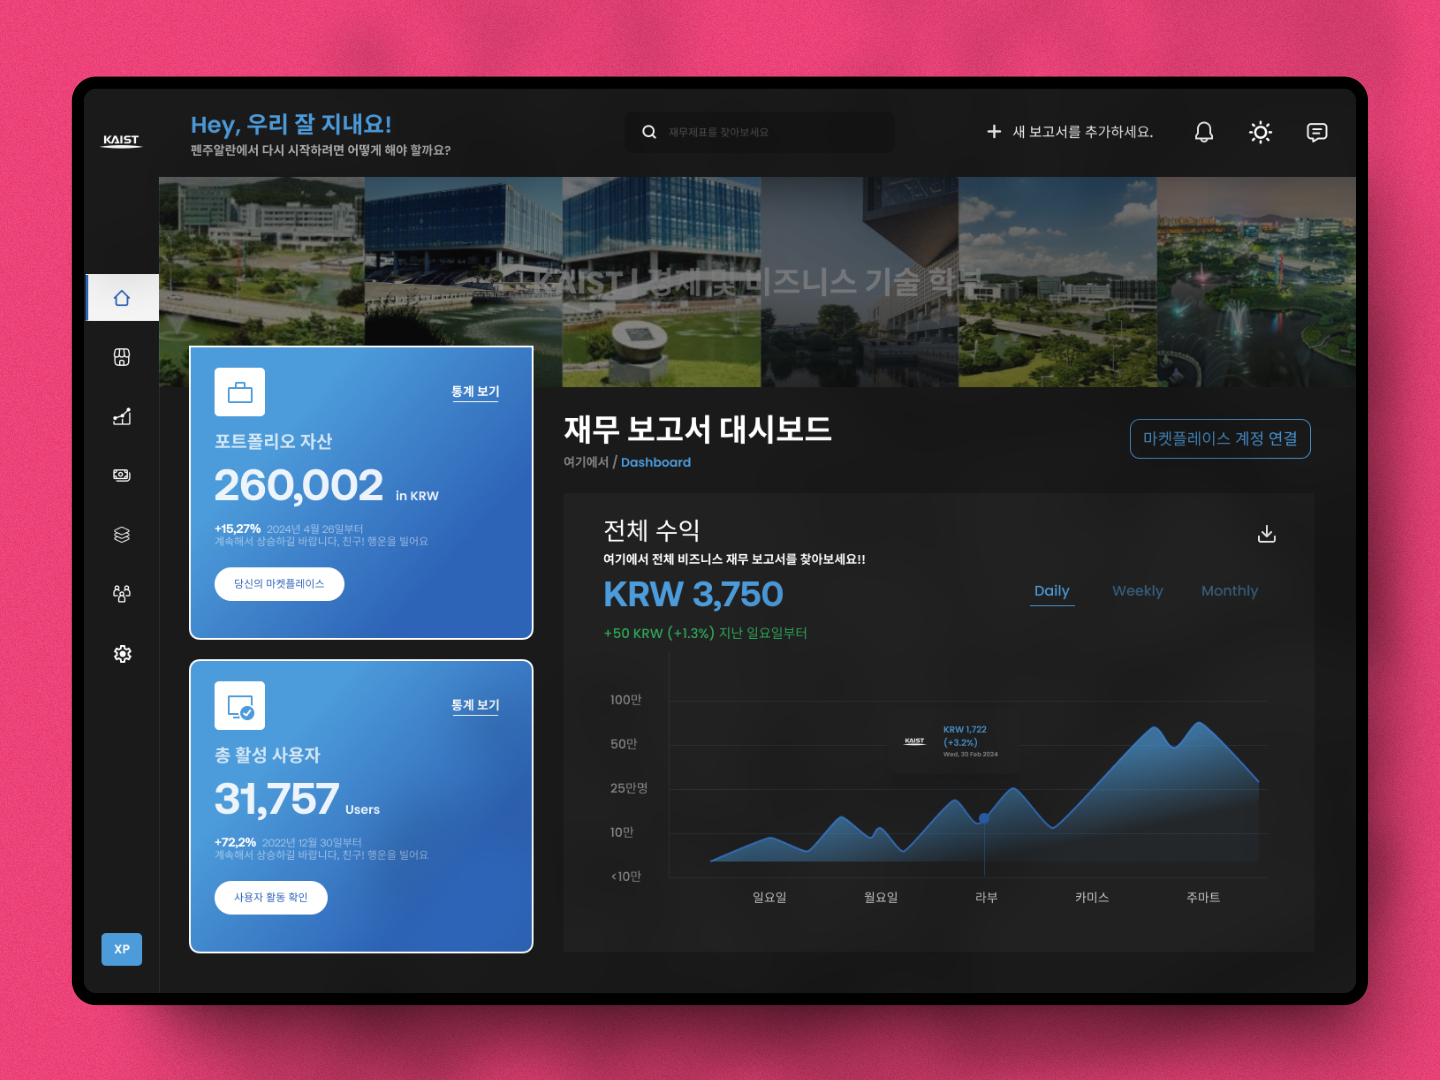 KAIST
Hey, 우리 잘 지내요!
펜주알란에서 다시 시작하려면 어떻게 해야 할까요?
재무제표를 찾아보세요
새 보고서를 추가하세요.
KAIST | 경제 및 비즈니스 기술 학부
통계 보기
포트폴리오 자산
260,002 in KRW
+15,27% 2024년 4월 26일부터
계속해서 상승하길 바랍니다, 친구! 행운을 빌어요
당신의 마켓플레이스
통계 보기
총 활성 사용자
31,757 Users
+72,2% 2022년 12월 30일부터
계속해서 상승하길 바랍니다, 친구! 행운을 빌어요
사용자 활동 확인
XP
재무 보고서 대시보드
여기에서 / Dashboard
마켓플레이스 계정 연결
전체 수익
여기에서 전체 비즈니스 재무 보고서를 찾아보세요!!
KRW 3,750
+50 KRW (+1.3%) 지난 일요일부터
Daily Weekly Monthly
100만
50만
25만명
10만
<10만
KAIST
KRW 1,722
(+3.2%)
Wed, 30 Feb 2024
일요일 월요일 라부 카미스 주마트